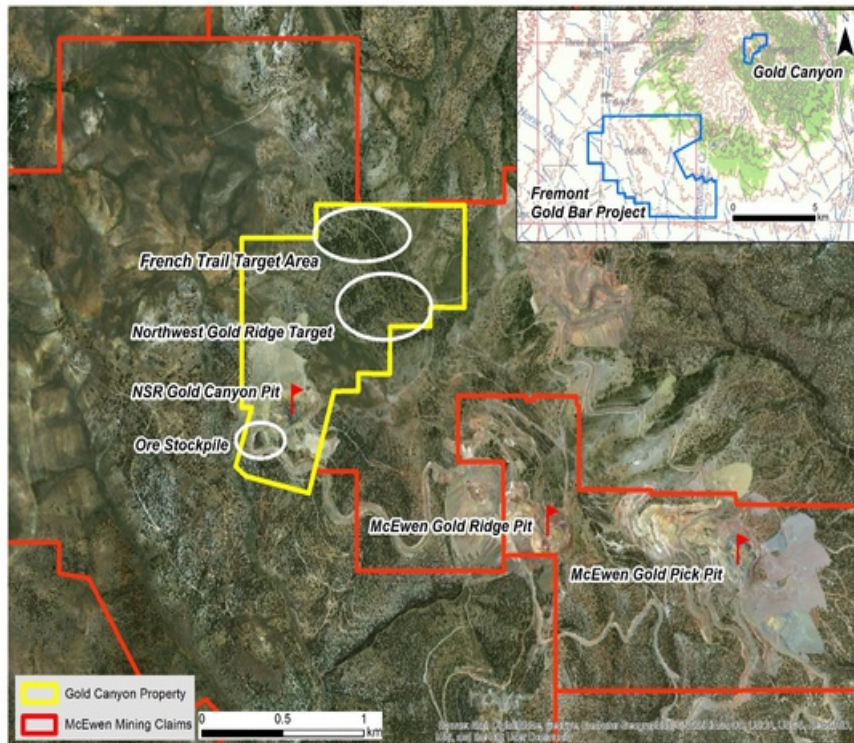 N
Gold Canyon
Fremont
Gold Bar Project
0 5
km
French Trail Target Area
Northwest Gold Ridge Target
NSR Gold Canyon Pit
Ore Stockpile
McEwen Gold Ridge Pit
McEwen Gold Pick Pit
Gold Canyon Property
McEwen Mining Claims
0 0.5 1
km